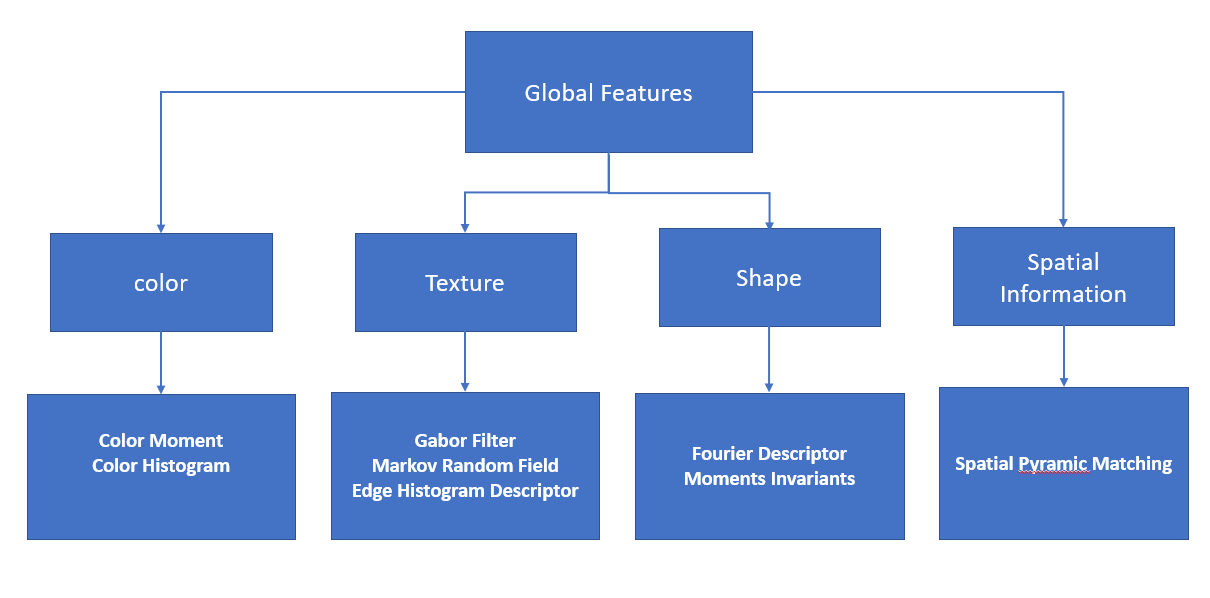 Global Features
color
Texture
Shape
Spatial
Information
Color Moment
Color Histogram
Gabor Filter
Markov Random Field
Edge Histogram Descriptor
Fourier Descriptor
Moments Invariants
Spatial Pyramic Matching